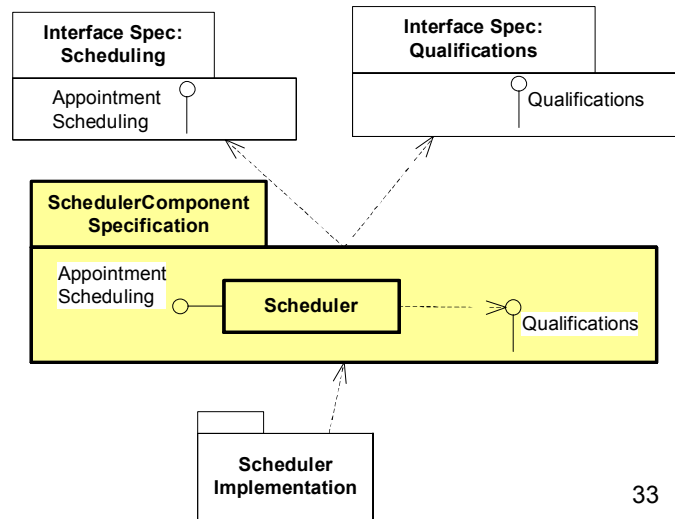 Interface Spec:
Scheduling
Appointment
Scheduling
Interface Spec:
Qualifications
Qualifications
SchedulerComponent
Specification
Appointment
Scheduling
Scheduler
Qualifications
Scheduler
Implementation
33